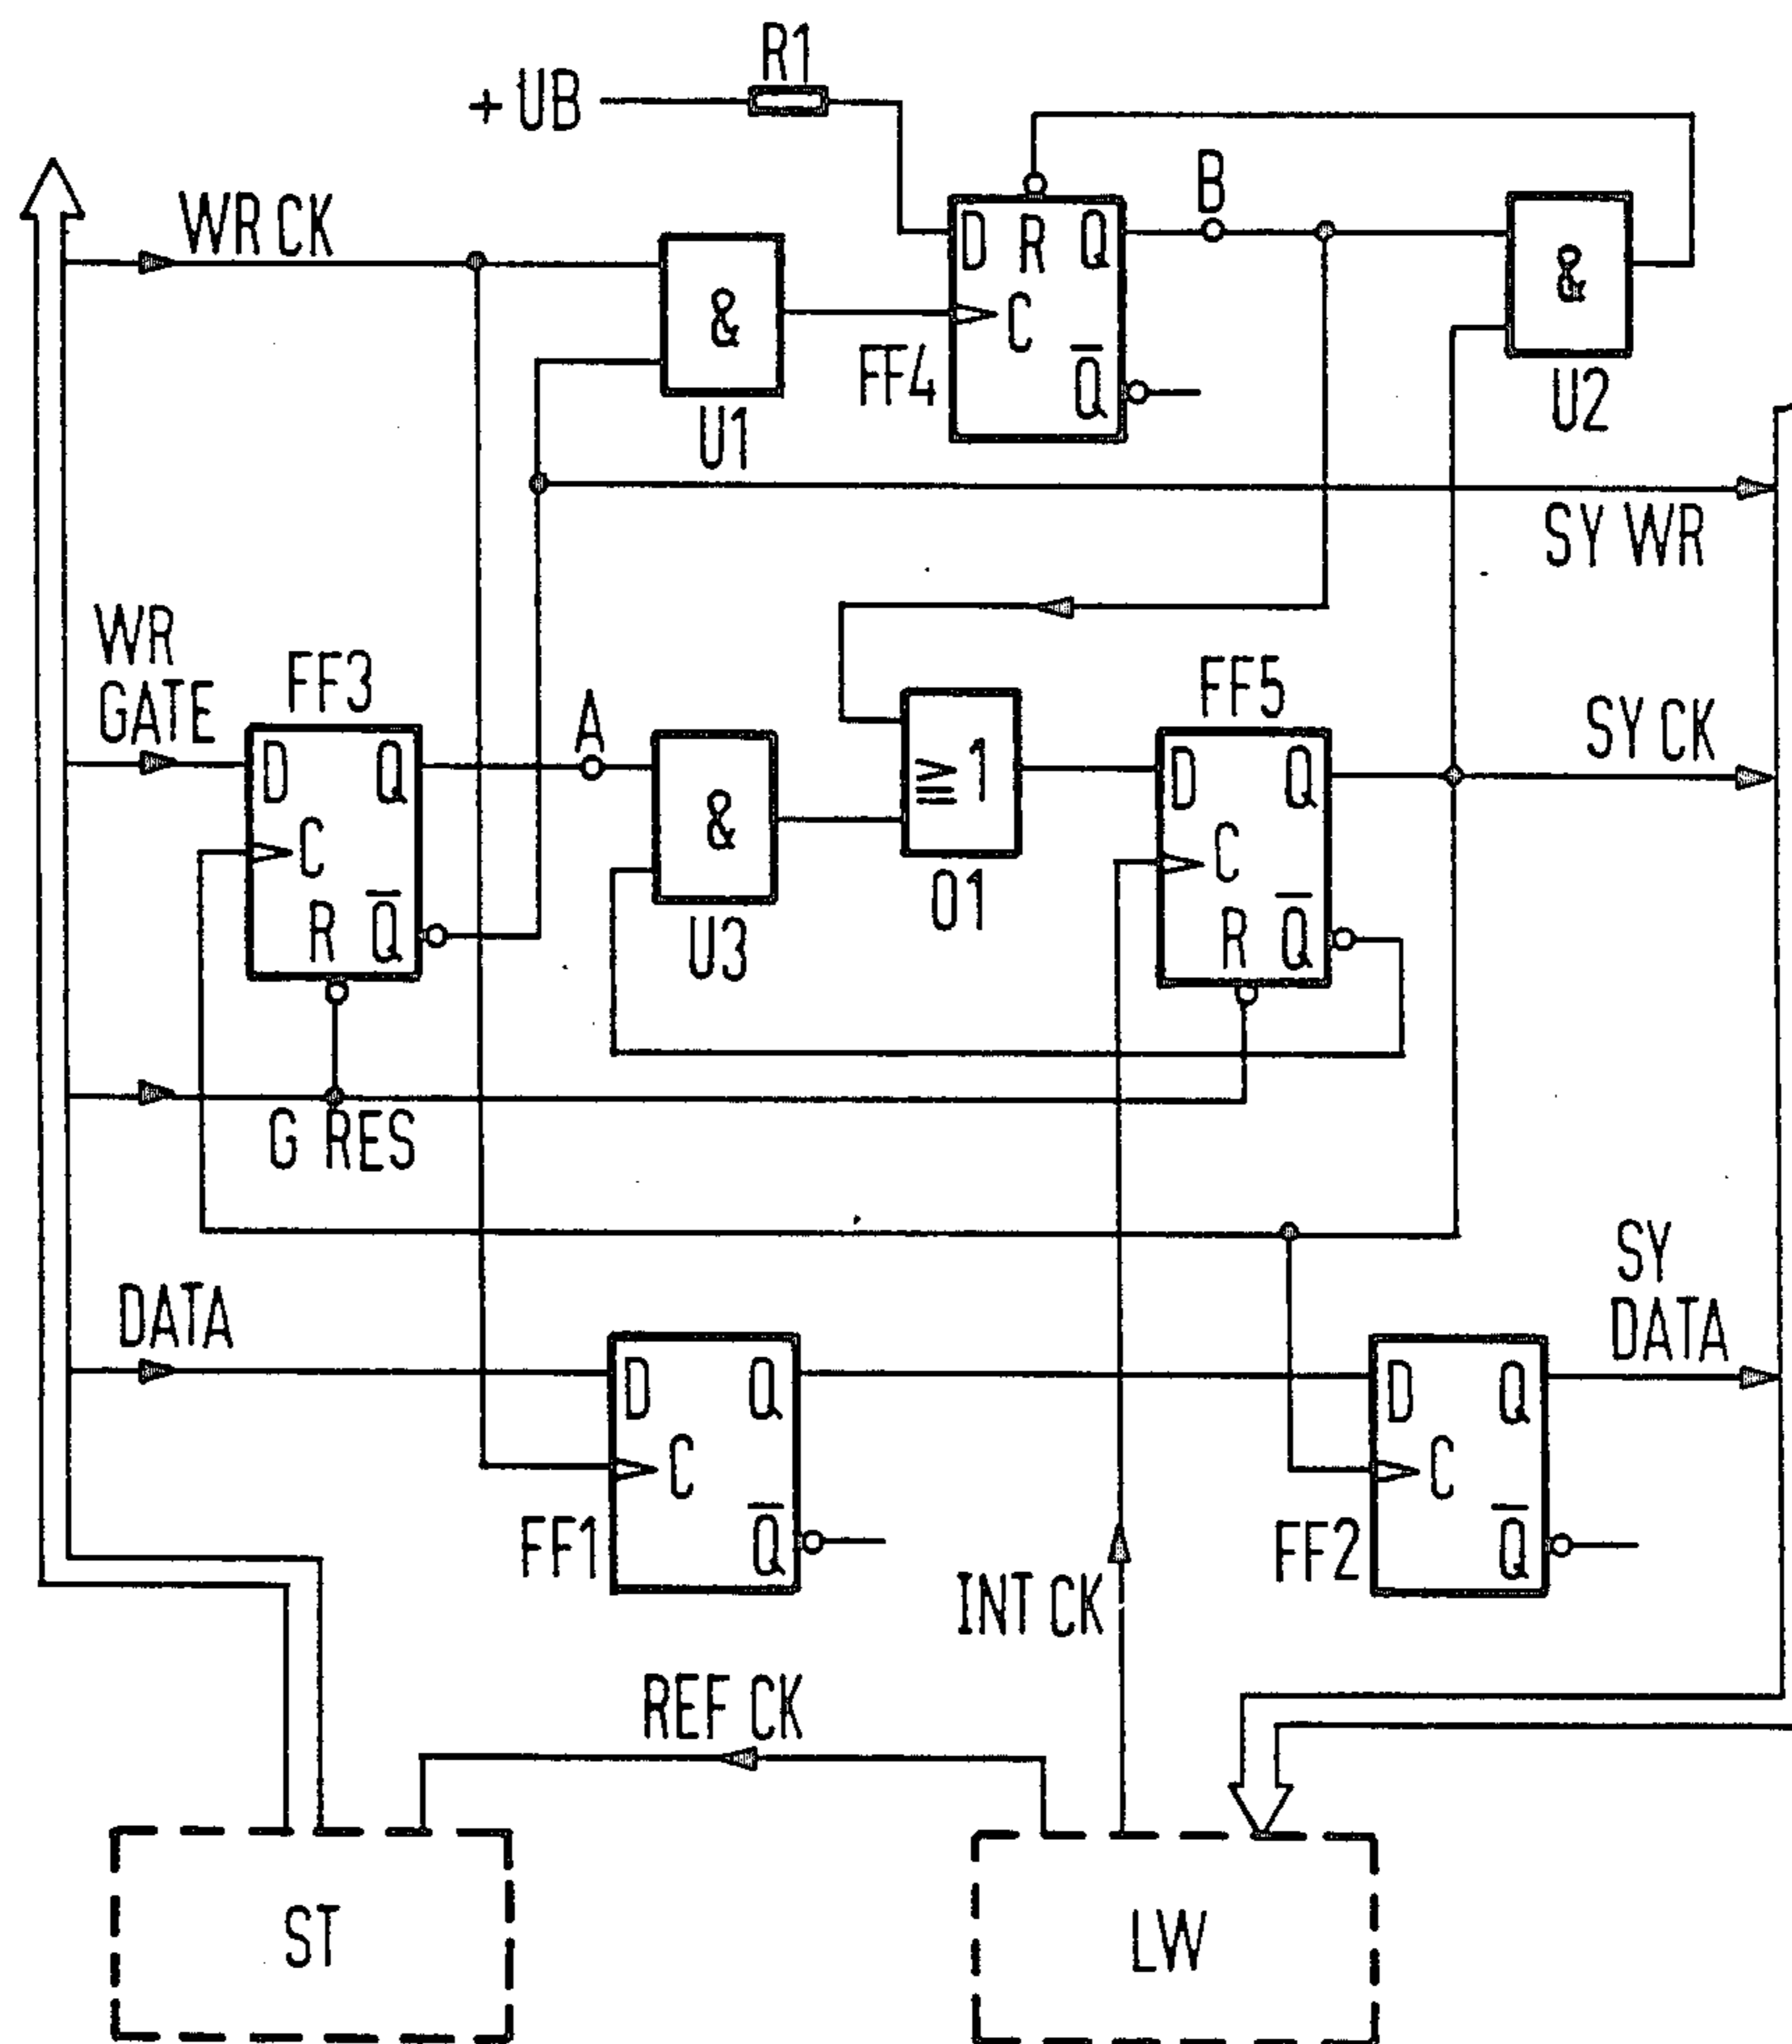 R1
+ UB
B
WR CK
D R Q
C
Q̅
&
&
FF4
U1
U2
SY WR
WR
GATE
FF3
A
FF5
SY CK
D Q
C
R Q̅
&
≧1
D Q
C
R Q̅
U3
O1
G RES
SY
DATA
DATA
D Q
C
Q̅
FF1
D Q
C
Q̅
FF2
INT CK
REF CK
ST
LW